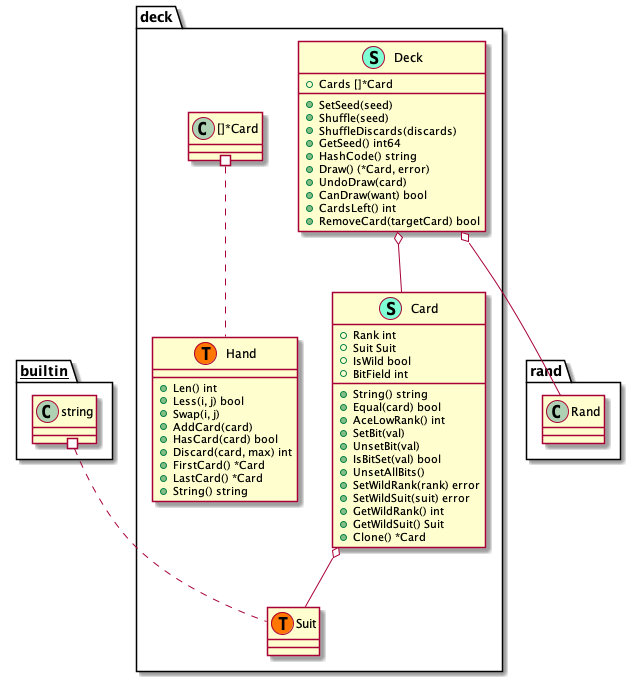 deck
S Deck
Cards []*Card
SetSeed(seed)
Shuffle(seed)
ShuffleDiscards(discards)
GetSeed() int64
HashCode() string
Draw() (*Card, error)
UndoDraw(card)
CanDraw(want) bool
CardsLeft() int
RemoveCard(targetCard) bool
C []*Card
S Card
Rank int
Suit Suit
IsWild bool
BitField int
String() string
Equal(card) bool
AceLowRank() int
SetBit(val)
UnsetBit(val)
IsBitSet(val) bool
UnsetAllBits()
SetWildRank(rank) error
SetWildSuit(suit) error
GetWildRank() int
GetWildSuit() Suit
Clone() *Card
T Hand
Len() int
Less(i, j) bool
Swap(i, j)
AddCard(card)
HasCard(card) bool
Discard(card, max) int
FirstCard() *Card
LastCard() *Card
String() string
builtin
C string
rand
C Rand
T Suit